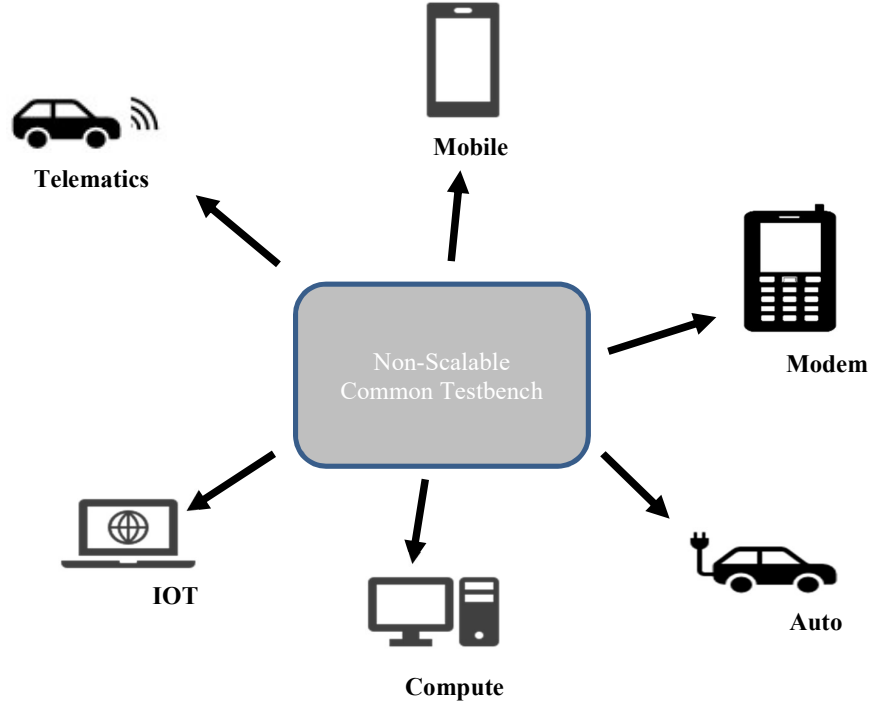 Mobile
Telematics
Non-Scalable
Common Testbench
Modem
IOT
Auto
Compute